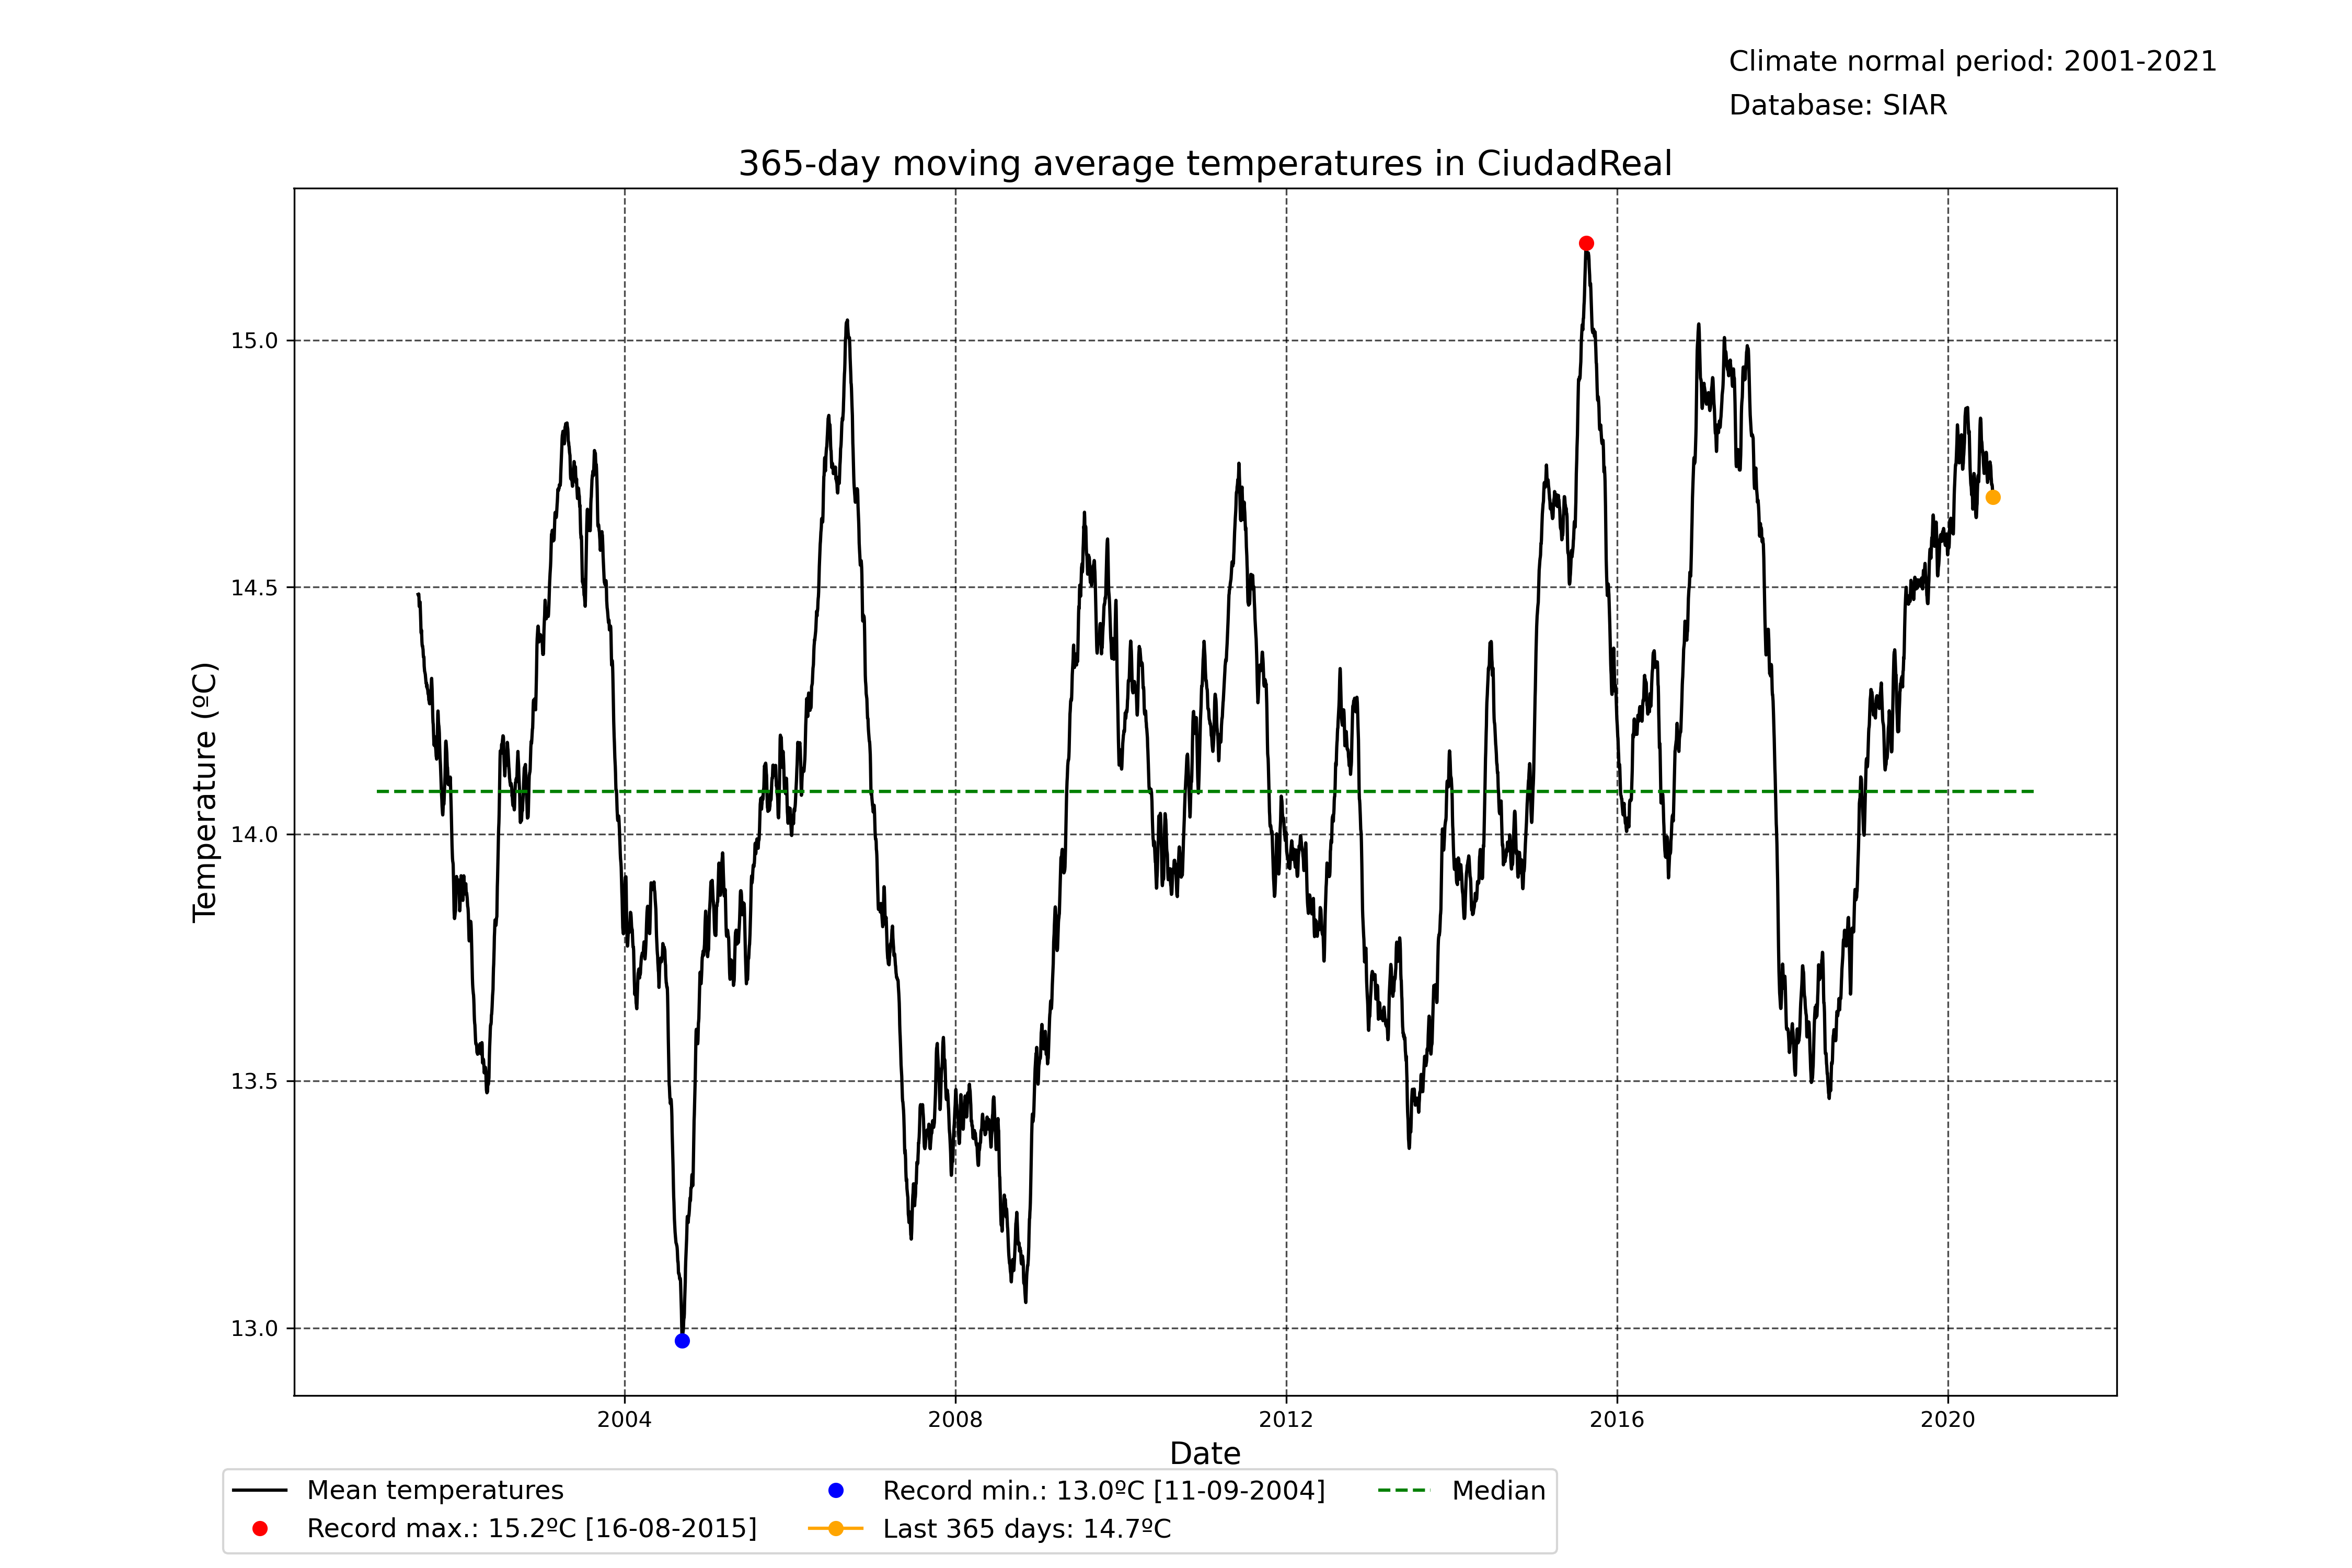 Climate normal period: 2001-2021
Database: SIAR
365-day moving average temperatures in CiudadReal
Temperature (ºC)
15.0
14.5
14.0
13.5
13.0
2004 2008 2012 2016 2020
Date
Mean temperatures
Record max.: 15.2ºC [16-08-2015]
Record min.: 13.0ºC [11-09-2004]
Last 365 days: 14.7ºC
Median